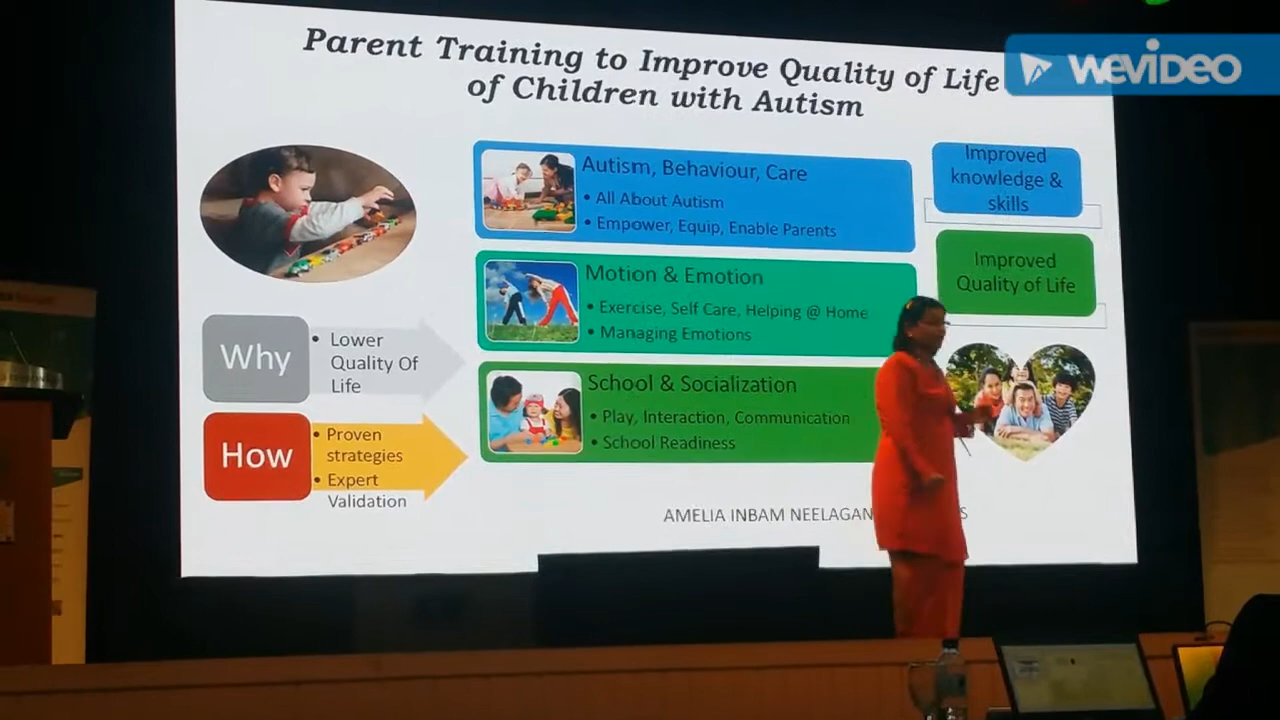 Parent Training to Improve Quality of Life
of Children with Autism
WEVIDEO
Autism, Behaviour, Care
• All About Autism
• Empower, Equip, Enable Parents
Motion & Emotion
• Exercise, Self Care, Helping @ Home
• Managing Emotions
School & Socialization
• Play, Interaction, Communication
• School Readiness
Why
• Lower
Quality Of
Life
How
• Proven
strategies
• Expert
Validation
Improved
knowledge &
skills
Improved
Quality of Life
AMELIA INBAM NEELAGAN